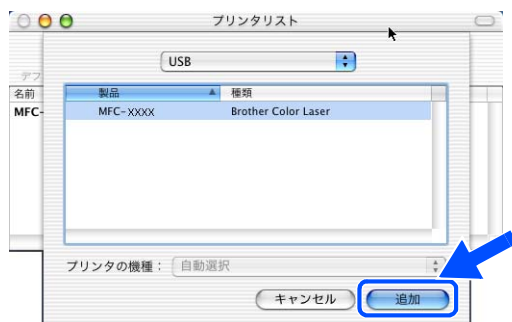 プリンタリスト
USB
デフ
名前
製品 種類
MFC-
MFC-XXXX Brother Color Laser
プリンタの機種： 自動選択
キャンセル 追加